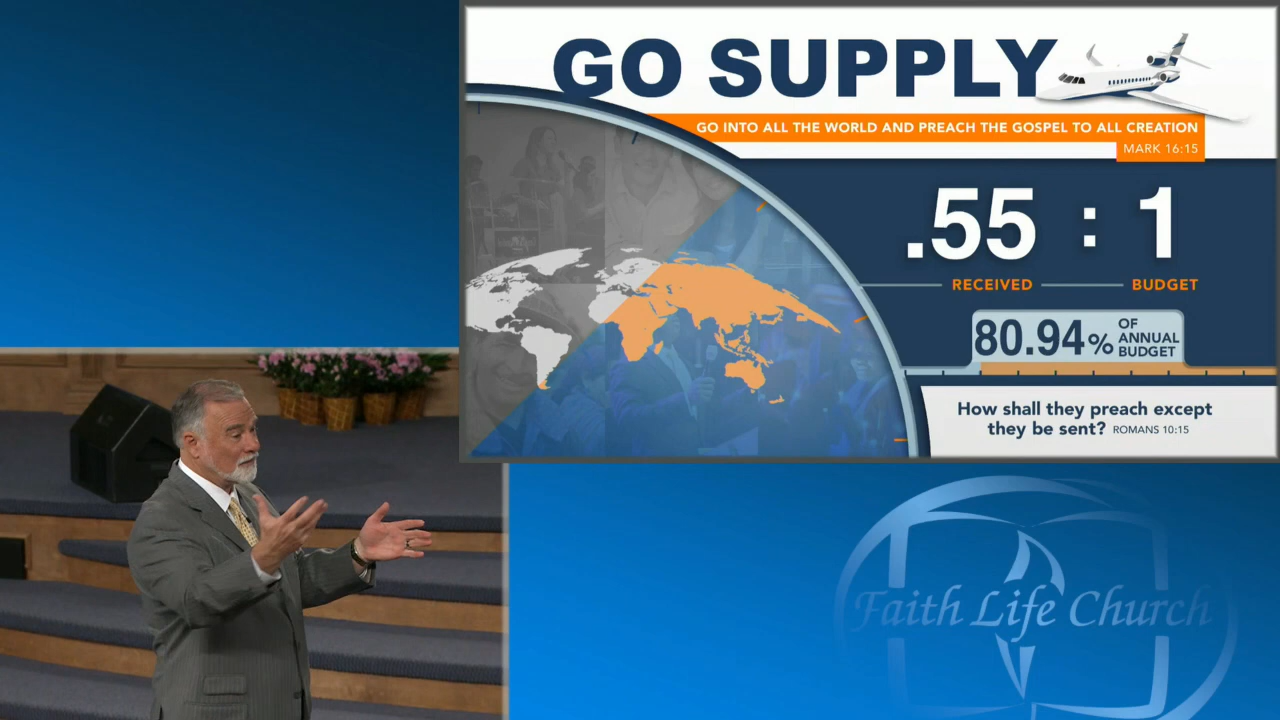 GO SUPPLY
GO INTO ALL THE WORLD AND PREACH THE GOSPEL TO ALL CREATION
MARK 16:15
.55 : 1
RECEIVED BUDGET
80.94% OF ANNUAL BUDGET
How shall they preach except
they be sent? ROMANS 10:15
Faith Life Church